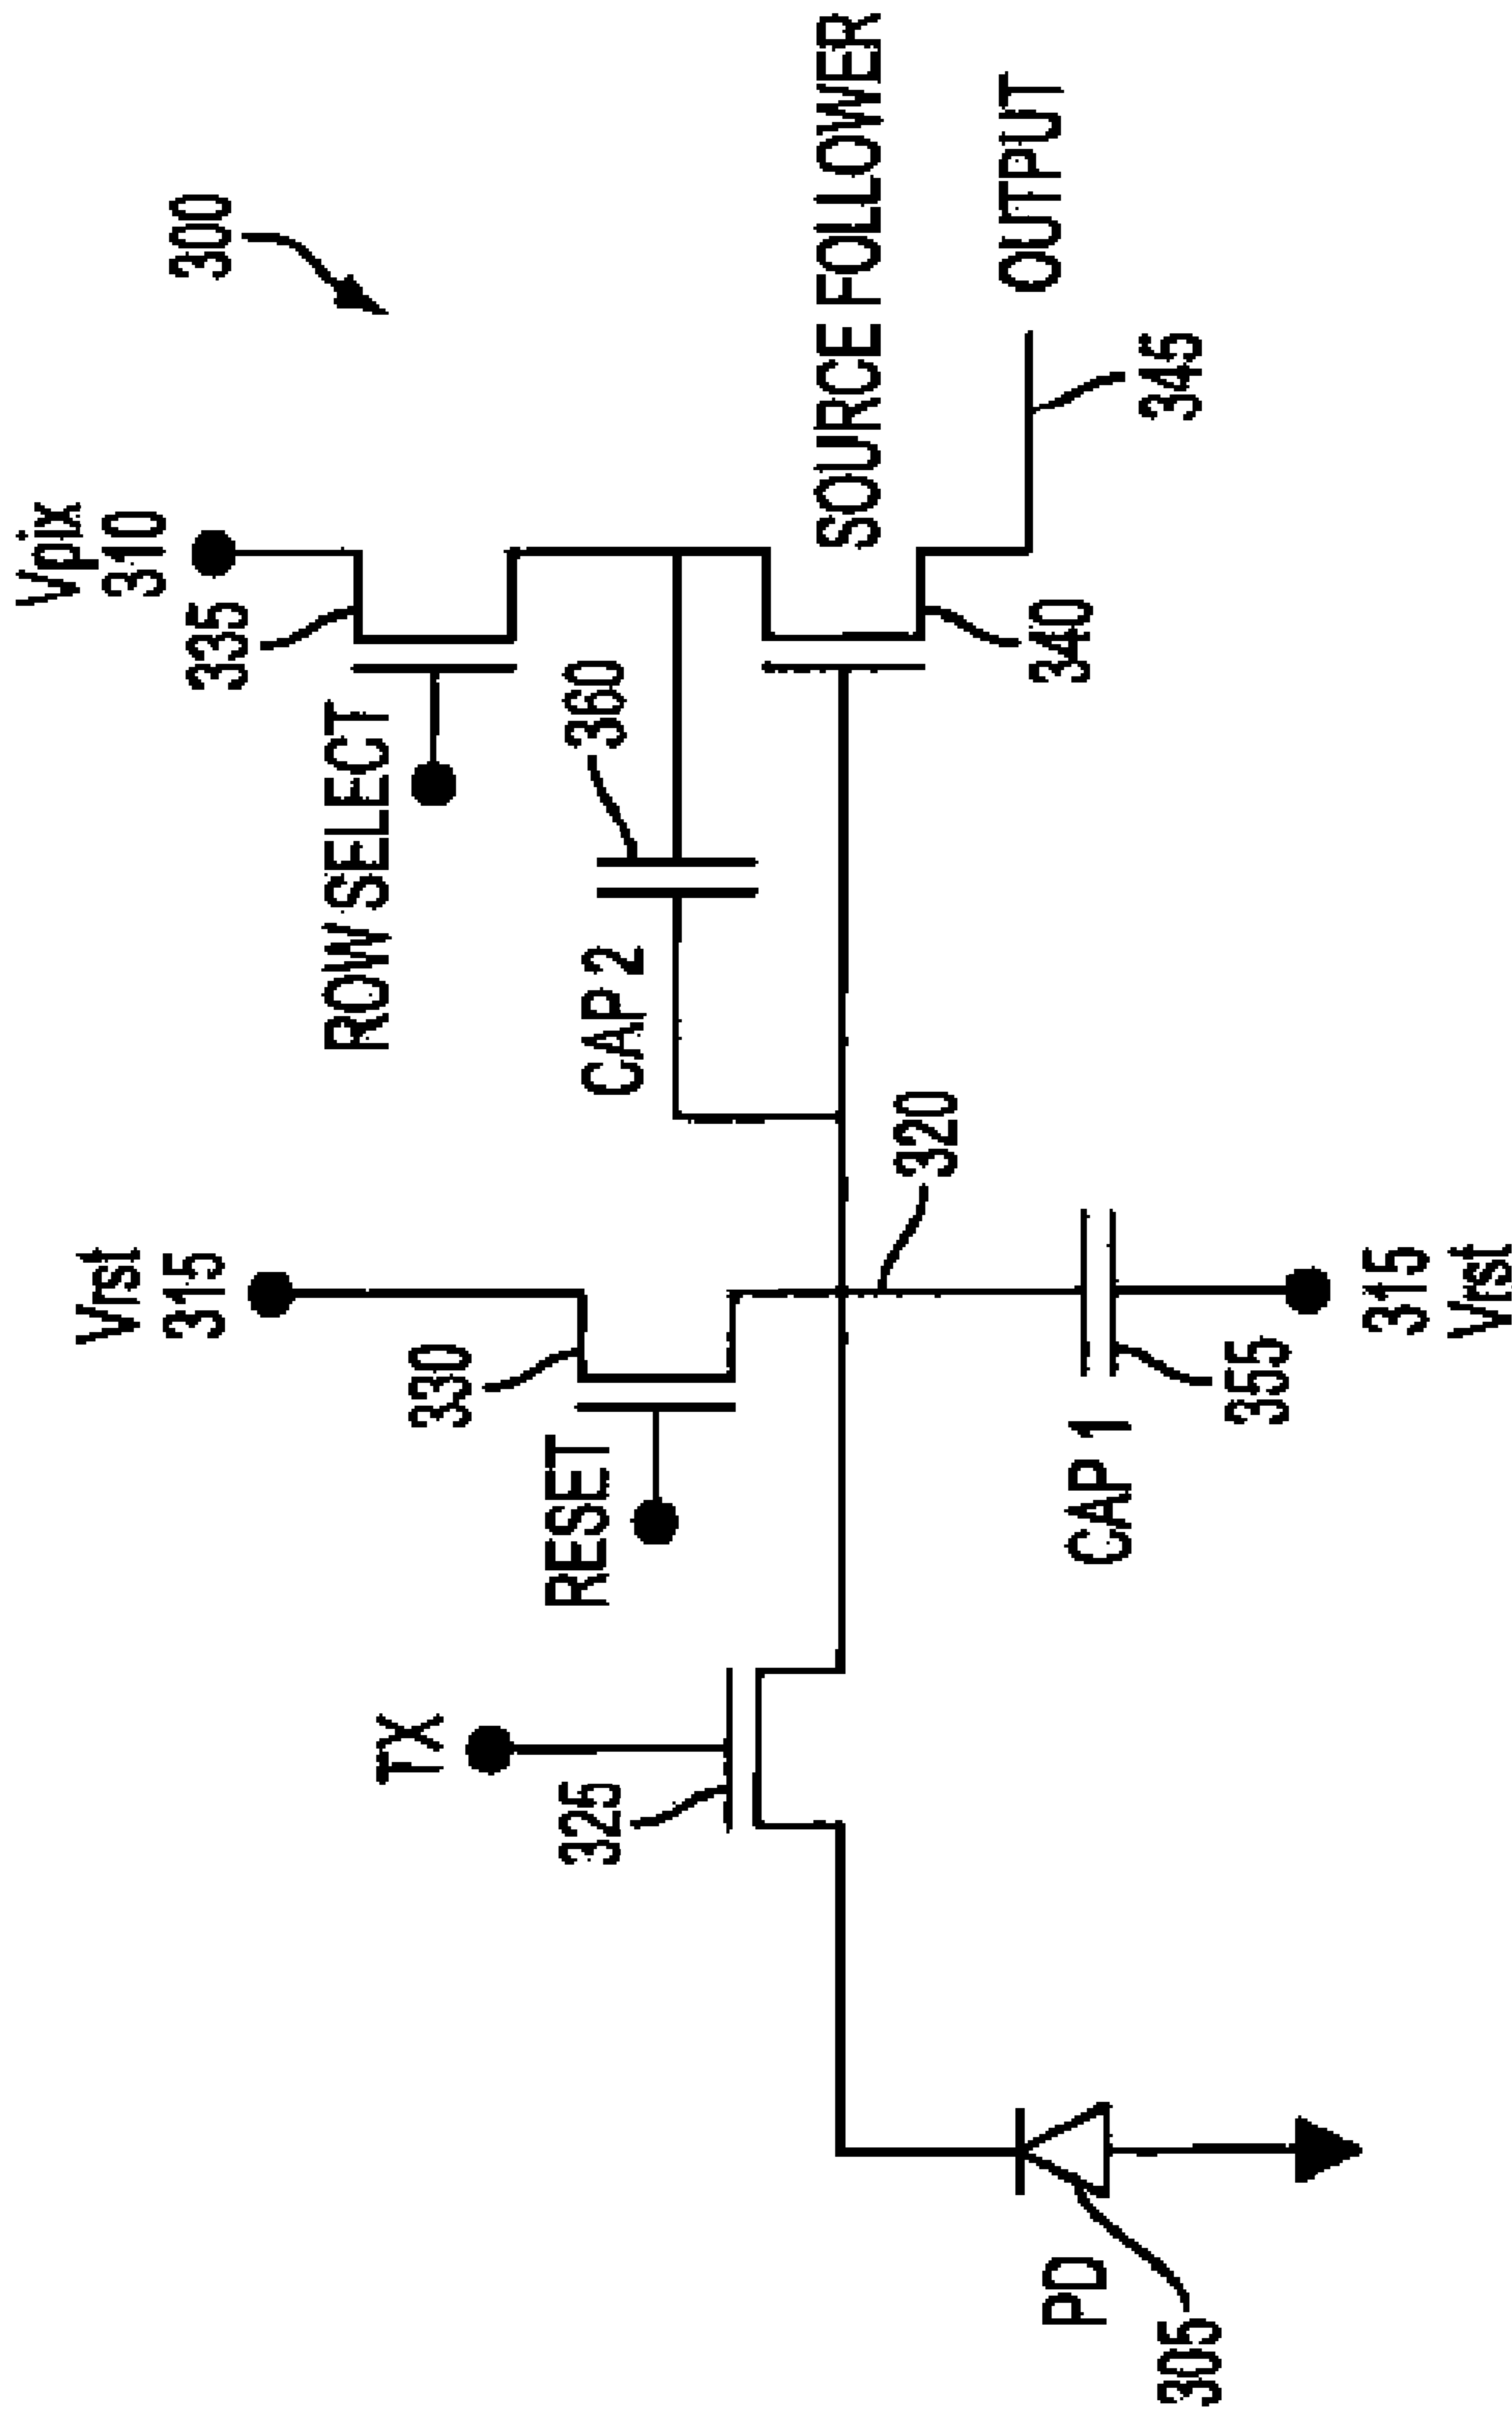 300
Vpix
310
335
ROW SELECT
360
CAP 2
SOURCE FOLLOWER
340
OUTPUT
345
Vrst
315
330
RESET
320
CAP 1
355
315
Vrst
TX
325
PD
305